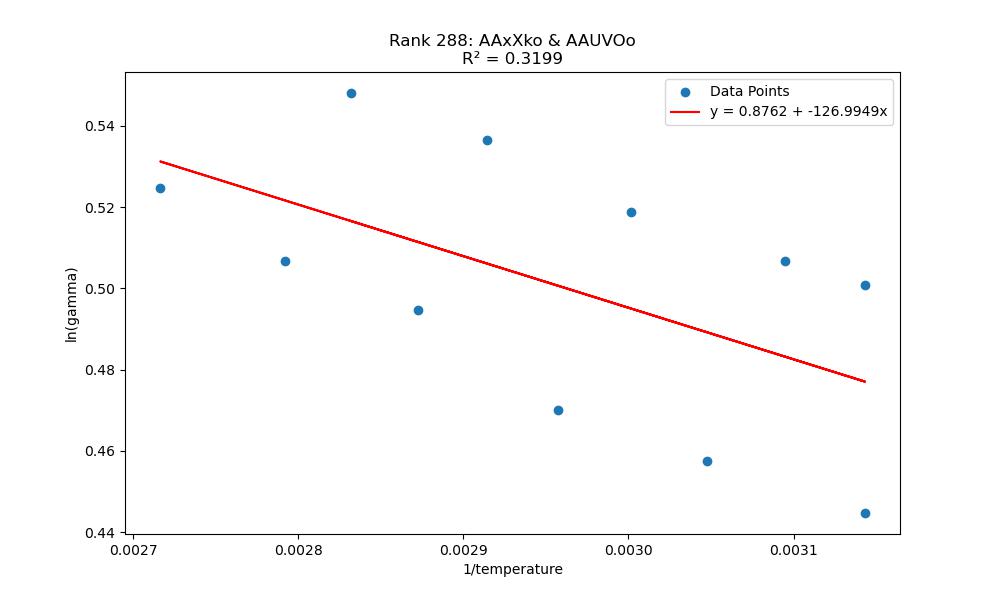 Rank 288: AAxXko & AAUVOo
R² = 0.3199
Data Points
y = 0.8762 + -126.9949x
0.54
0.52
0.50
0.48
0.46
0.44
ln(gamma)
0.0027 0.0028 0.0029 0.0030 0.0031
1/temperature